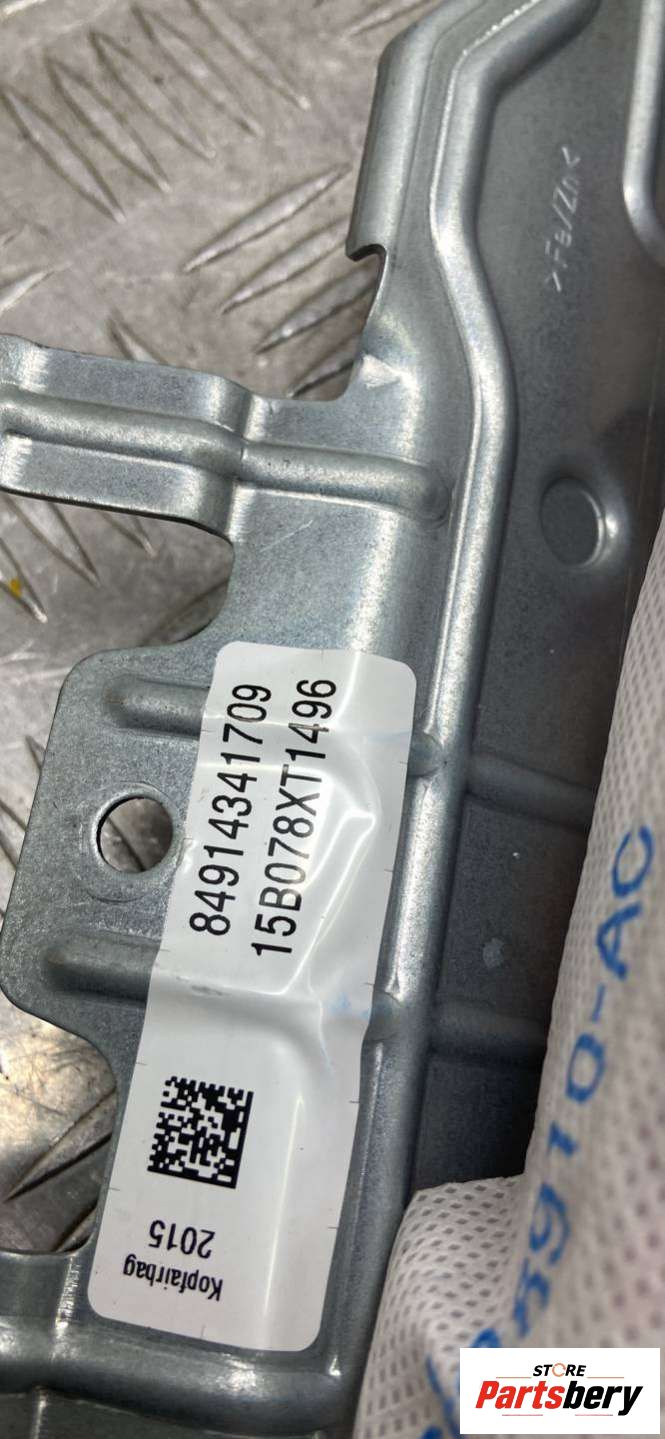 >Fe//Zn<
84914341709
15B078XT1496
2015
Kopfairbag
STORE
Partsbery